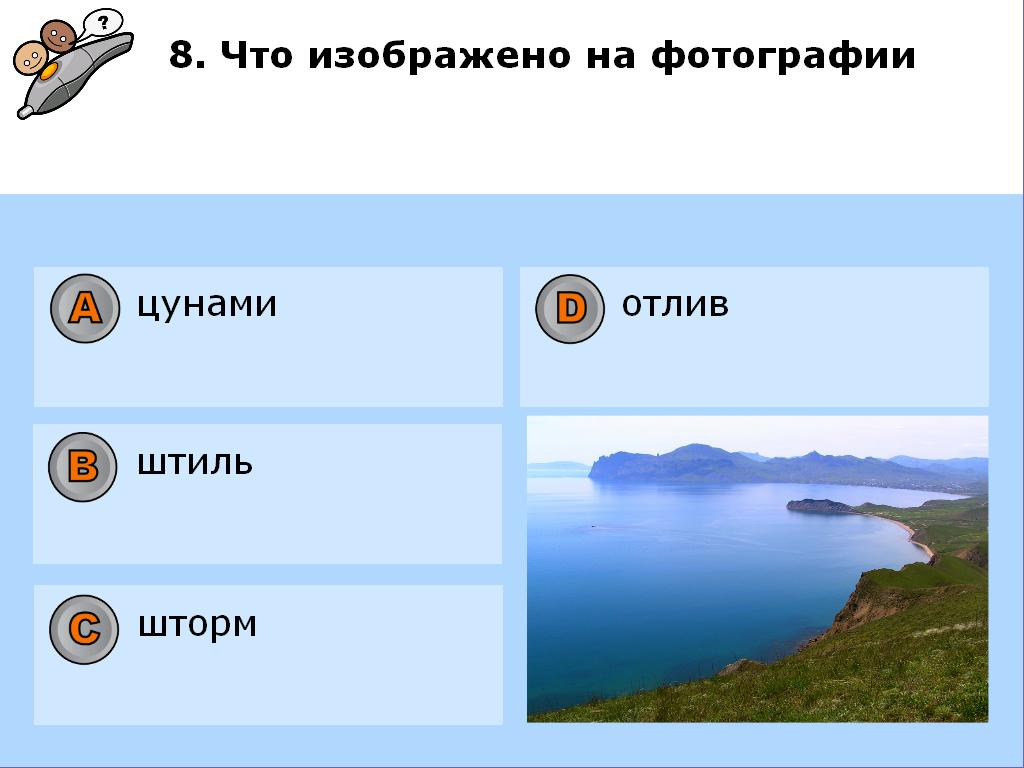 ?
8. Что изображено на фотографии
A цунами
B штиль
C шторм
D отлив